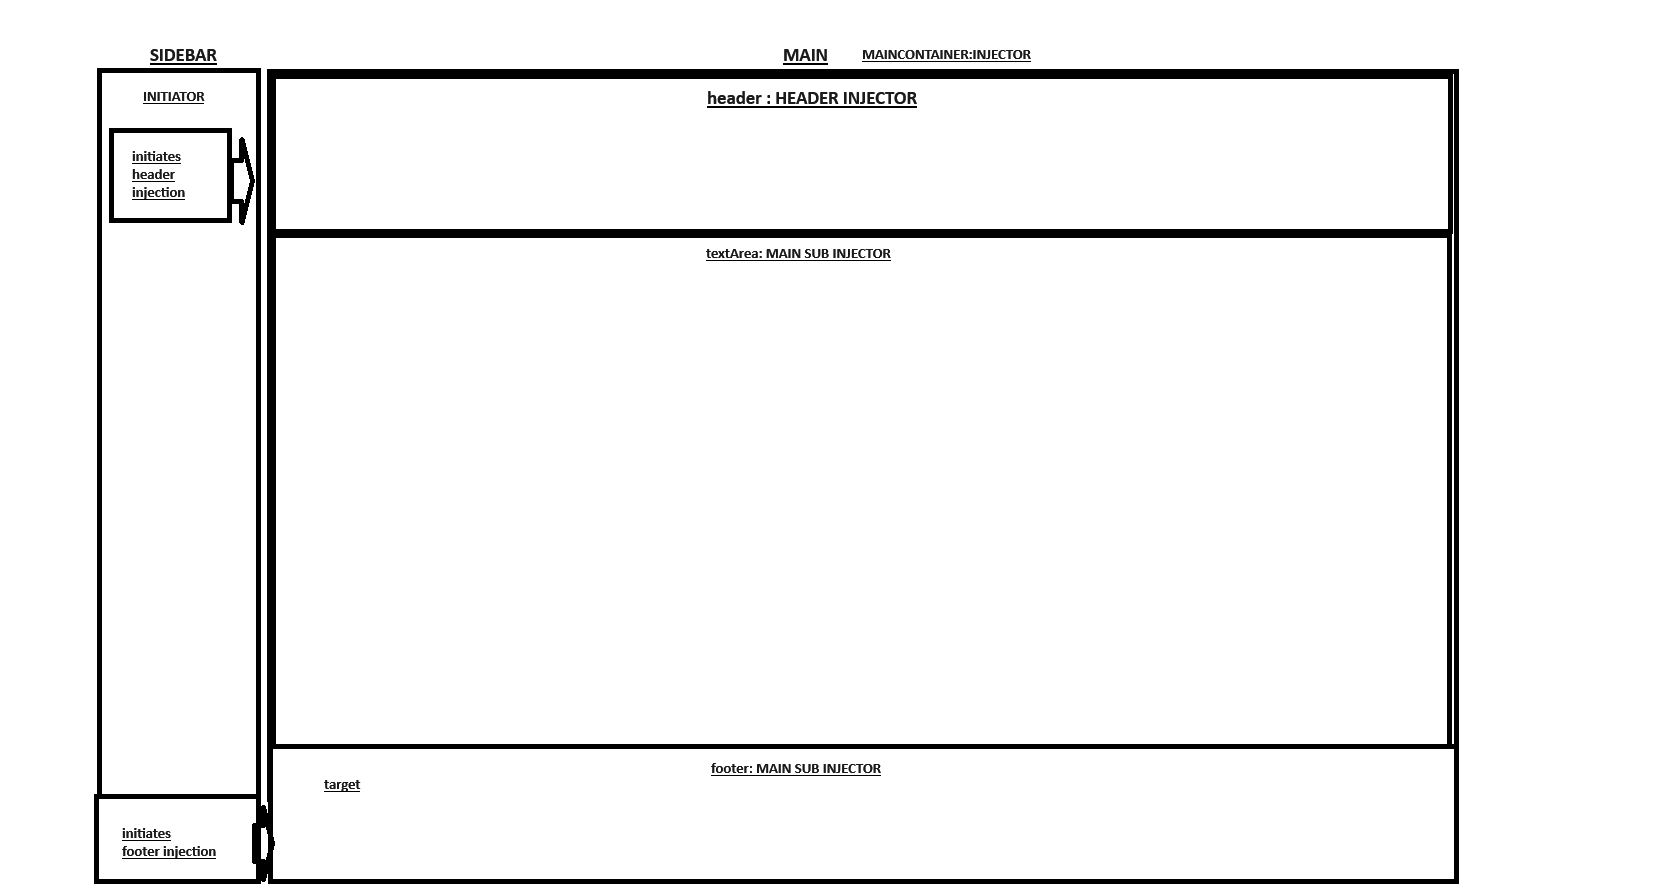 SIDEBAR
MAIN
MAINCONTAINER:INJECTOR
INITIATOR
header : HEADER INJECTOR
initiates
header
injection
textArea: MAIN SUB INJECTOR
footer: MAIN SUB INJECTOR
target
initiates
footer injection